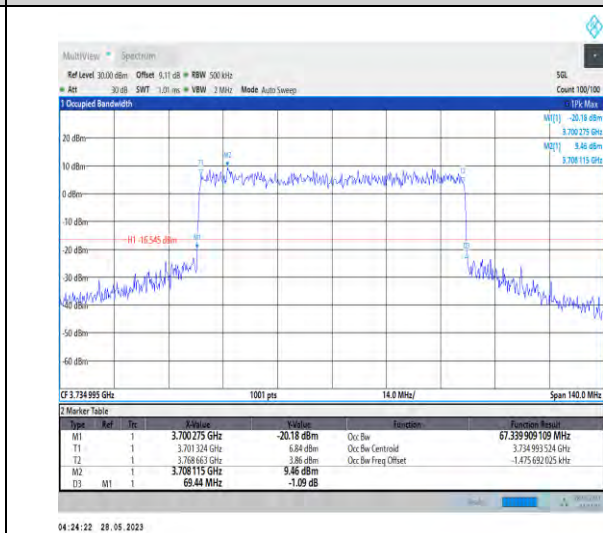 MultiView Spectrum
Ref Level 30.00 dBm Offset 9.11 dB RBW 500 kHz SGL
Att 30 dB SWT 1.01 ms VBW 2 MHz Mode Auto Sweep Count 100/100
1 Occupied Bandwidth 1Pk Max
M1[1] -20.18 dBm
3.700 275 GHz
M2[1] 9.46 dBm
3.708 115 GHz
20 dBm
10 dBm
0 dBm
-10 dBm
-20 dBm
-30 dBm
-40 dBm
-50 dBm
-60 dBm
H1 -16.545 dBm
T1
M2
T2
M1
D3
CF 3.734 995 GHz 1001 pts 14.0 MHz/ Span 140.0 MHz
2 Marker Table
Type Ref Trc X-Value Y-Value Function Function Result
M1 1 3.700 275 GHz -20.18 dBm Occ Bw 67.339 909 109 MHz
T1 1 3.701 324 GHz 6.84 dBm Occ Bw Centroid 3.734 993 524 GHz
T2 1 3.768 663 GHz 3.86 dBm Occ Bw Freq Offset -1.475 692 025 kHz
M2 1 3.708 115 GHz 9.46 dBm
D3 M1 1 69.44 MHz -1.09 dB
04:24:22 28.05.2023